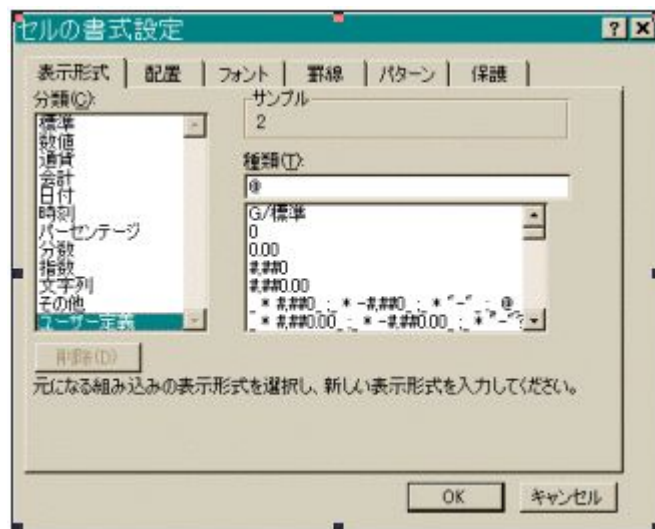 セルの書式設定
表示形式 配置 フォント 罫線 パターン 保護
分類(C):
標準
数値
通貨
会計
日付
時刻
パーセンテージ
分数
指数
文字列
その他
ユーザー定義
サンプル
2
種類(T):
@
G/標準
0
0.00
#,##0
#,##0.00
_ * #,##0_ ;_ * -#,##0_ ;_ * "-"_ ;_ @_
_ * #,##0.00_ ;_ * -#,##0.00_ ;_ * "-"?
削除(D)
元になる組み込みの表示形式を選択し、新しい表示形式を入力してください。
OK キャンセル